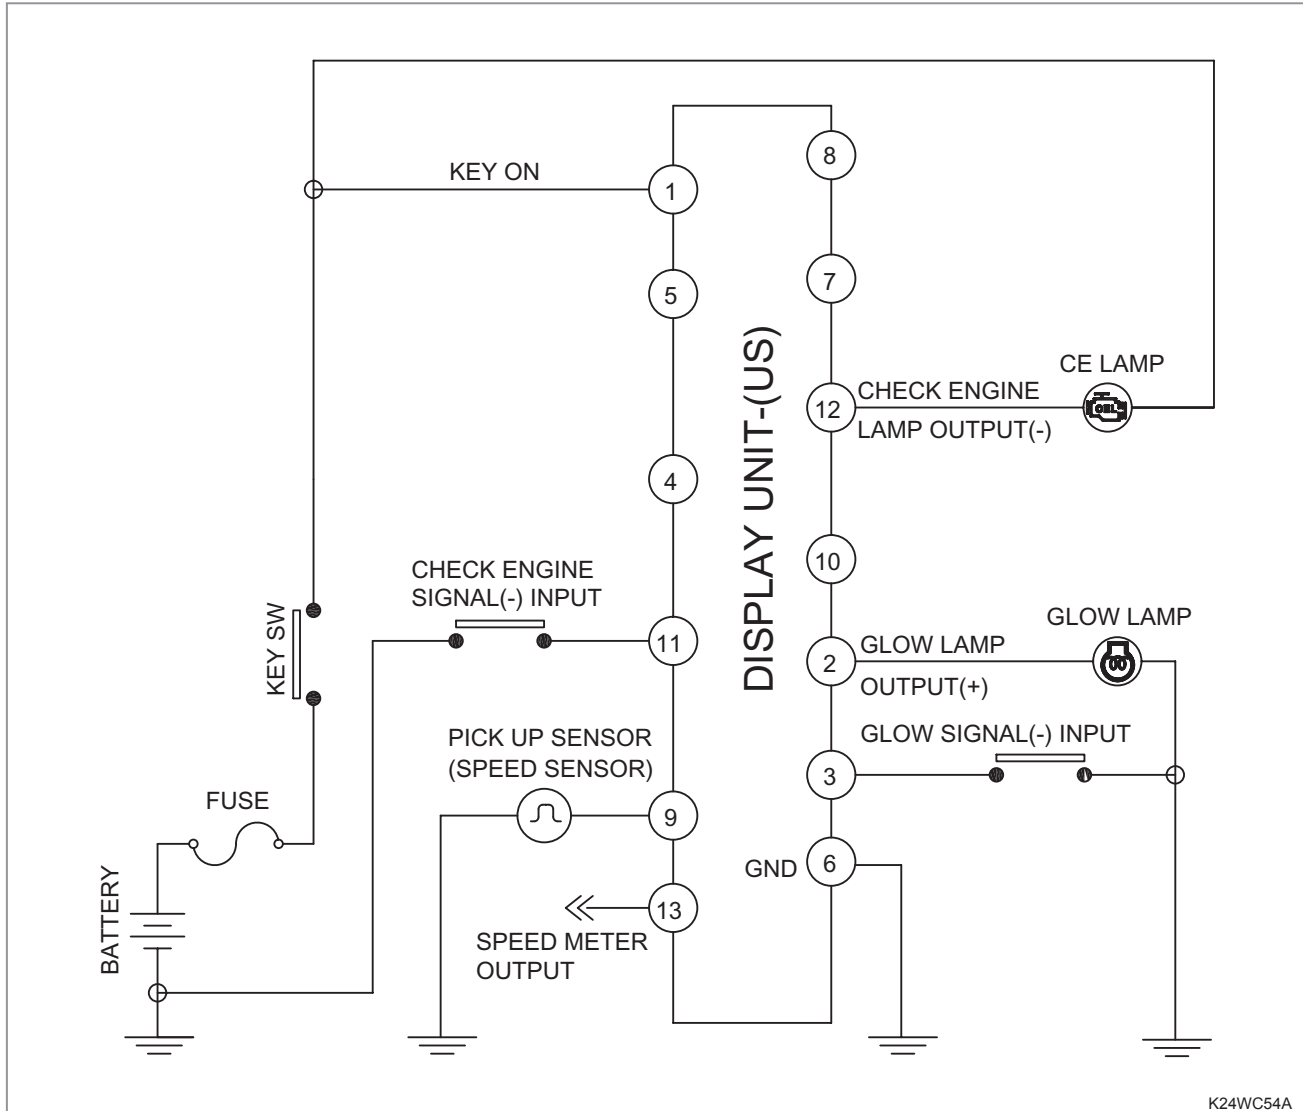 KEY ON
1
8
5
7
CE LAMP
CHECK ENGINE
LAMP OUTPUT(-)
12
CEL
4
DISPLAY UNIT-(US)
10
CHECK ENGINE
SIGNAL(-) INPUT
11
KEY SW
GLOW LAMP
2
GLOW LAMP
OUTPUT(+)
GLOW SIGNAL(-) INPUT
3
PICK UP SENSOR
(SPEED SENSOR)
9
FUSE
BATTERY
GND
6
13
SPEED METER
OUTPUT
K24WC54A